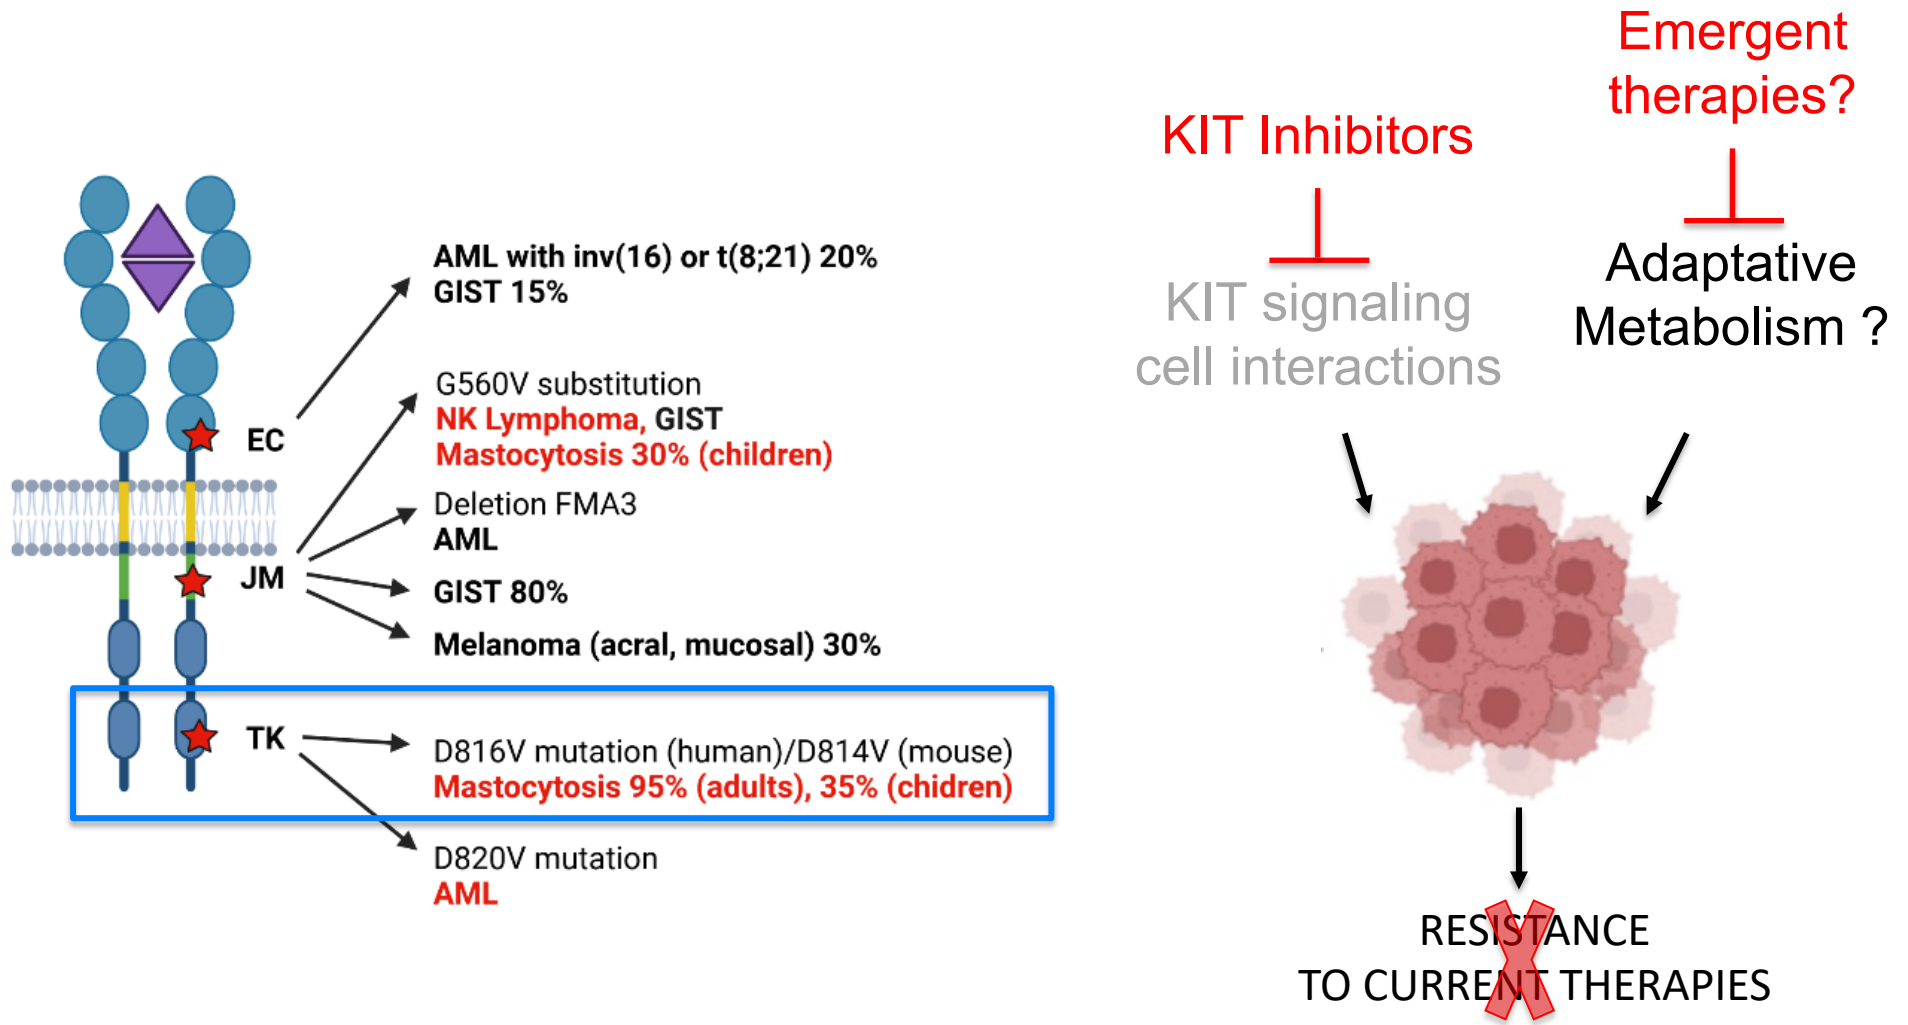 EC
JM
TK
AML with inv(16) or t(8;21) 20%
GIST 15%
G560V substitution
NK Lymphoma, GIST
Mastocytosis 30% (children)
Deletion FMA3
AML
GIST 80%
Melanoma (acral, mucosal) 30%
D816V mutation (human)/D814V (mouse)
Mastocytosis 95% (adults), 35% (chidren)
D820V mutation
AML
KIT Inhibitors
KIT signaling
cell interactions
Emergent
therapies?
Adaptative
Metabolism ?
RESISTANCE
TO CURRENT THERAPIES